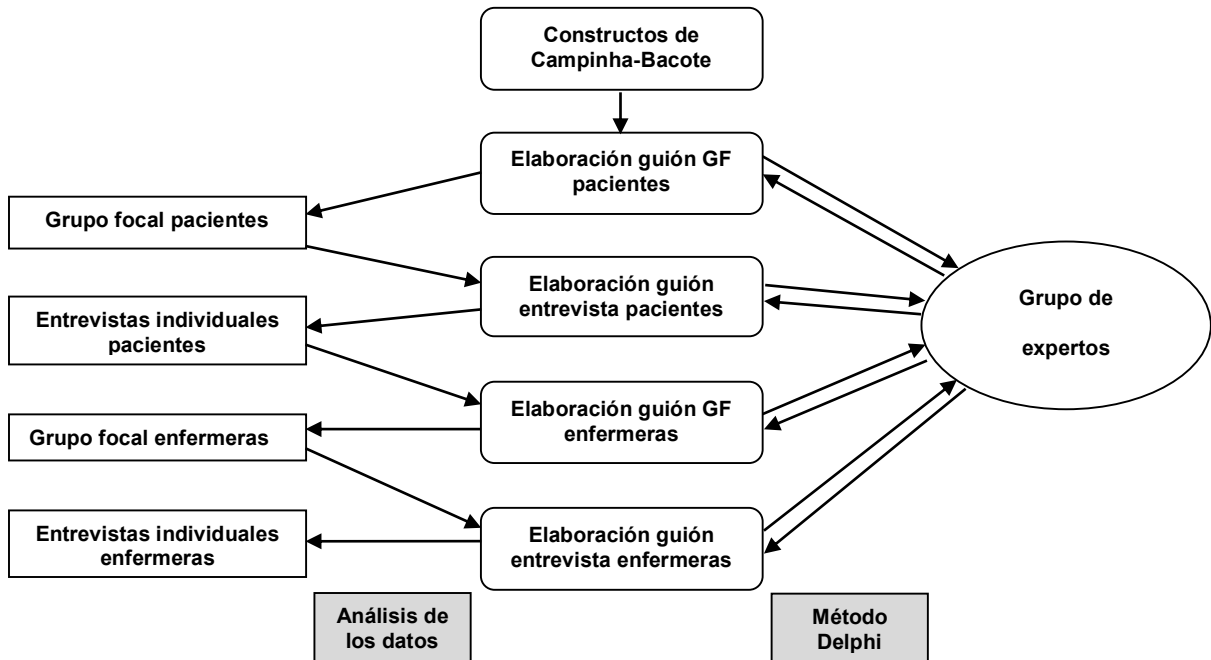 Constructos de
Campinha-Bacote
Elaboración guión GF
pacientes
Grupo focal pacientes
Elaboración guión
entrevista pacientes
Grupo de
expertos
Entrevistas individuales
pacientes
Elaboración guión GF
enfermeras
Grupo focal enfermeras
Elaboración guión
entrevista enfermeras
Entrevistas individuales
enfermeras
Análisis de
los datos
Método
Delphi